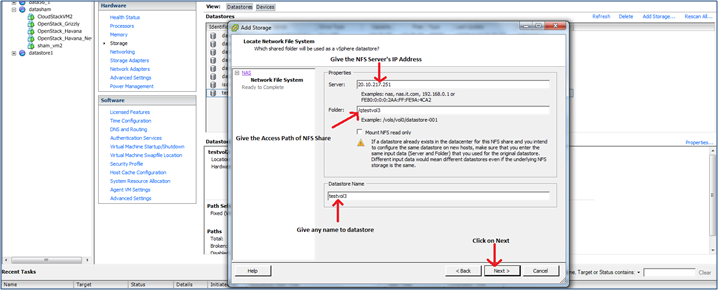 datastb_1
datasham
CloudStackVM2
OpenStack_Grizzly
OpenStack_Havana
OpenStack_Havana_Ne
sham_vm2
datastore1
Hardware
Health Status
Processors
Memory
Storage
Networking
Storage Adapters
Network Adapters
Advanced Settings
Power Management
Software
Licensed Features
Time Configuration
DNS and Routing
Authentication Services
Virtual Machine Startup/Shutdown
Virtual Machine Swapfile Location
Security Profile
Host Cache Configuration
System Resource Allocation
Agent VM Settings
Advanced Settings
View: Datastores Devices
Datastores
Refresh Delete Add Storage... Rescan All...
Add Storage
Locate Network File System
Which shared folder will be used as a vSphere datastore?
Give the NFS Server's IP Address
NAS
Network File System
Ready to Complete
Properties
Server: 20.10.217.251
Examples: nas, nas.it.com, 192.168.0.1 or
FE80:0:0:0:2AA:FF:FE9A:4CA2
Folder: /qtestvol3
Example: /vols/vol0/datastore-001
Give the Access Path of NFS Share
Mount NFS read only
If a datastore already exists in the datacenter for this NFS share and you intend
to configure the same datastore on new hosts, make sure that you enter the
same input data (Server and Folder) that you used for the original datastore.
Different input data would mean different datastores even if the underlying NFS
storage is the same.
Datastore Name
testvol3
Give any name to datastore
Click on Next
Help < Back Next > Cancel
Properties...
Path Sele
Fixed (V
Paths
Total:
Broken:
Recent Tasks
, Target or Status contains: Clear
Name Target Status Details